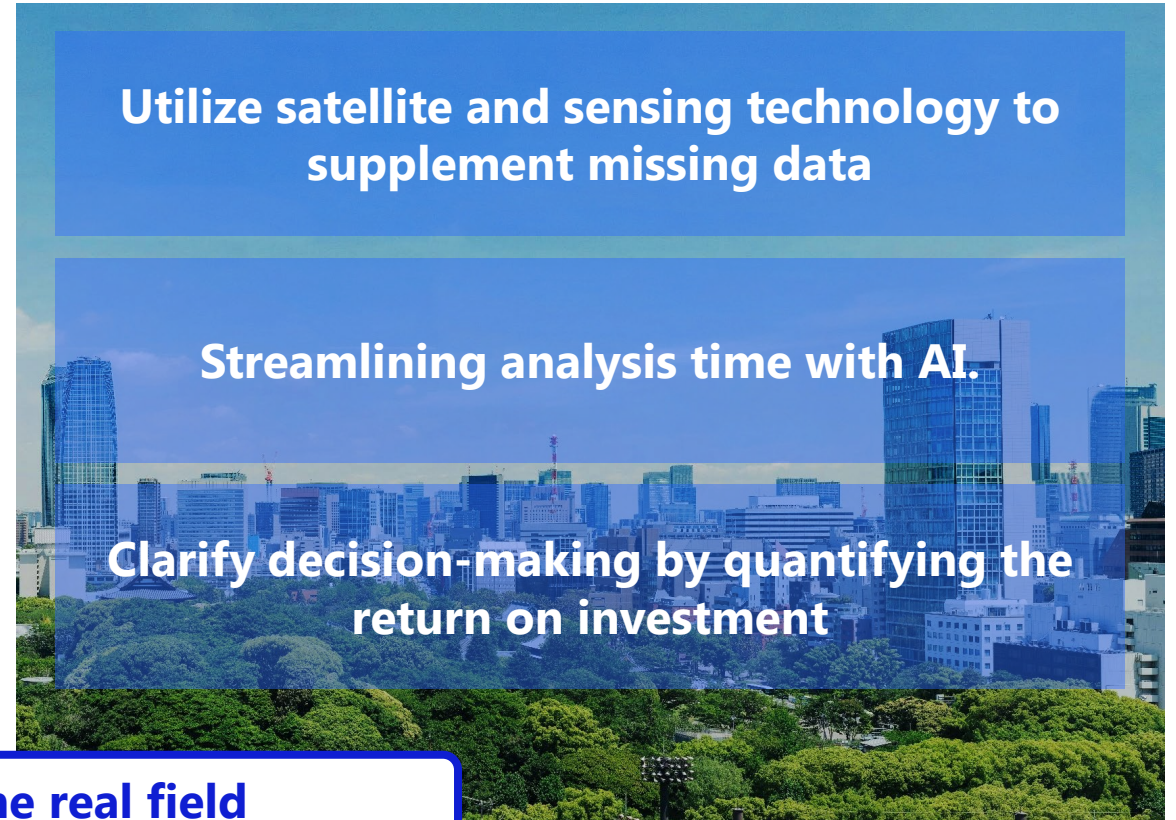 Utilize satellite and sensing technology to
supplement missing data
Streamlining analysis time with AI.
Clarify decision-making by quantifying the
return on investment
real field